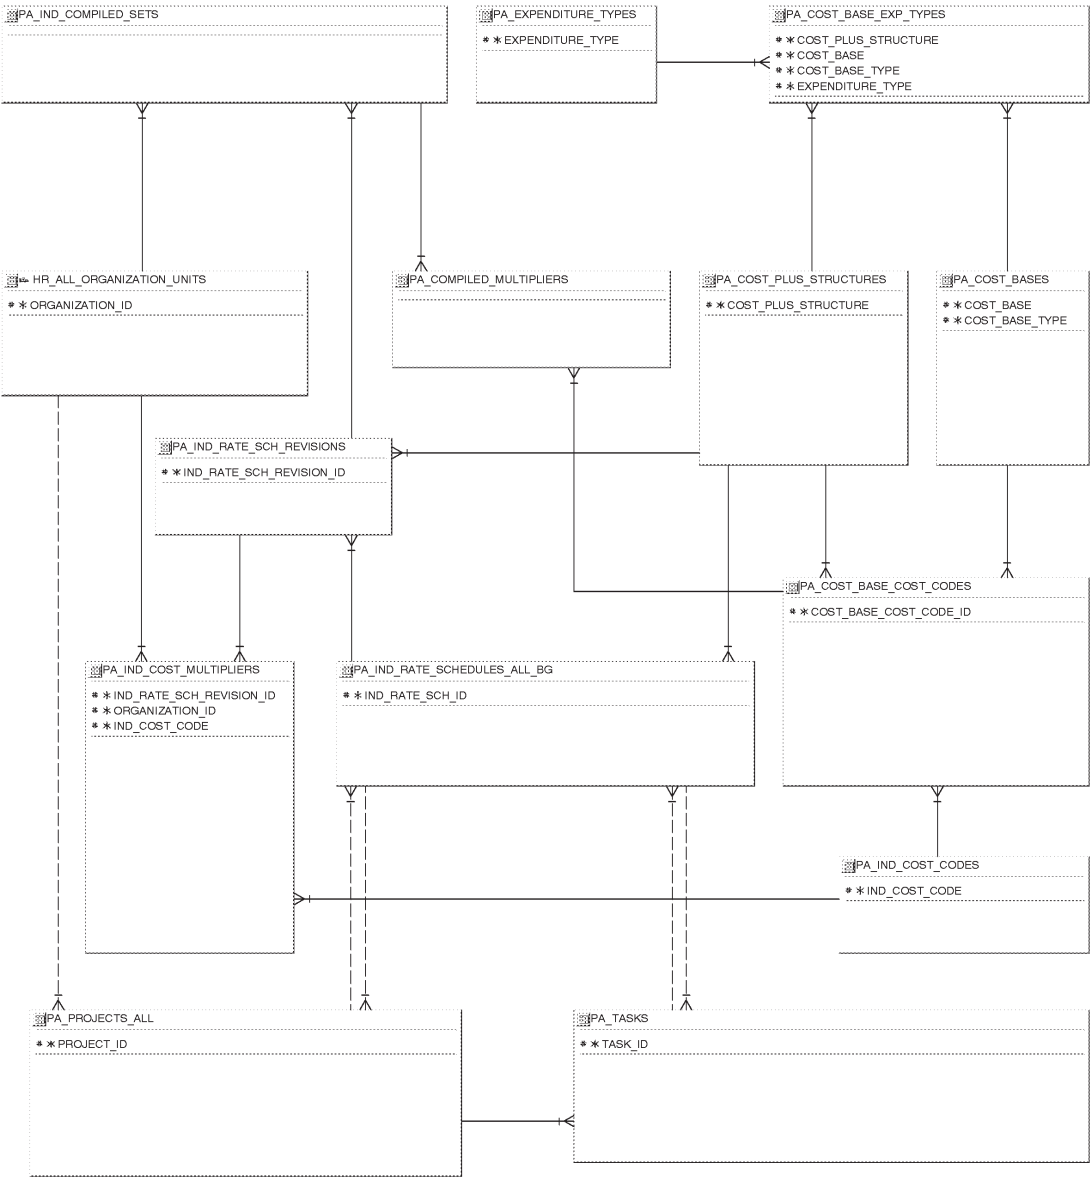 PA_IND_COMPILED_SETS
PA_EXPENDITURE_TYPES
# * EXPENDITURE_TYPE
PA_COST_BASE_EXP_TYPES
# * COST_PLUS_STRUCTURE
# * COST_BASE
# * COST_BASE_TYPE
# * EXPENDITURE_TYPE
HR_ALL_ORGANIZATION_UNITS
# * ORGANIZATION_ID
PA_COMPILED_MULTIPLIERS
PA_COST_PLUS_STRUCTURES
# * COST_PLUS_STRUCTURE
PA_COST_BASES
# * COST_BASE
# * COST_BASE_TYPE
PA_IND_RATE_SCH_REVISIONS
# * IND_RATE_SCH_REVISION_ID
PA_COST_BASE_COST_CODES
# * COST_BASE_COST_CODE_ID
PA_IND_COST_MULTIPLIERS
# * IND_RATE_SCH_REVISION_ID
# * ORGANIZATION_ID
# * IND_COST_CODE
PA_IND_RATE_SCHEDULES_ALL_BG
# * IND_RATE_SCH_ID
PA_IND_COST_CODES
# * IND_COST_CODE
PA_PROJECTS_ALL
# * PROJECT_ID
PA_TASKS
# * TASK_ID